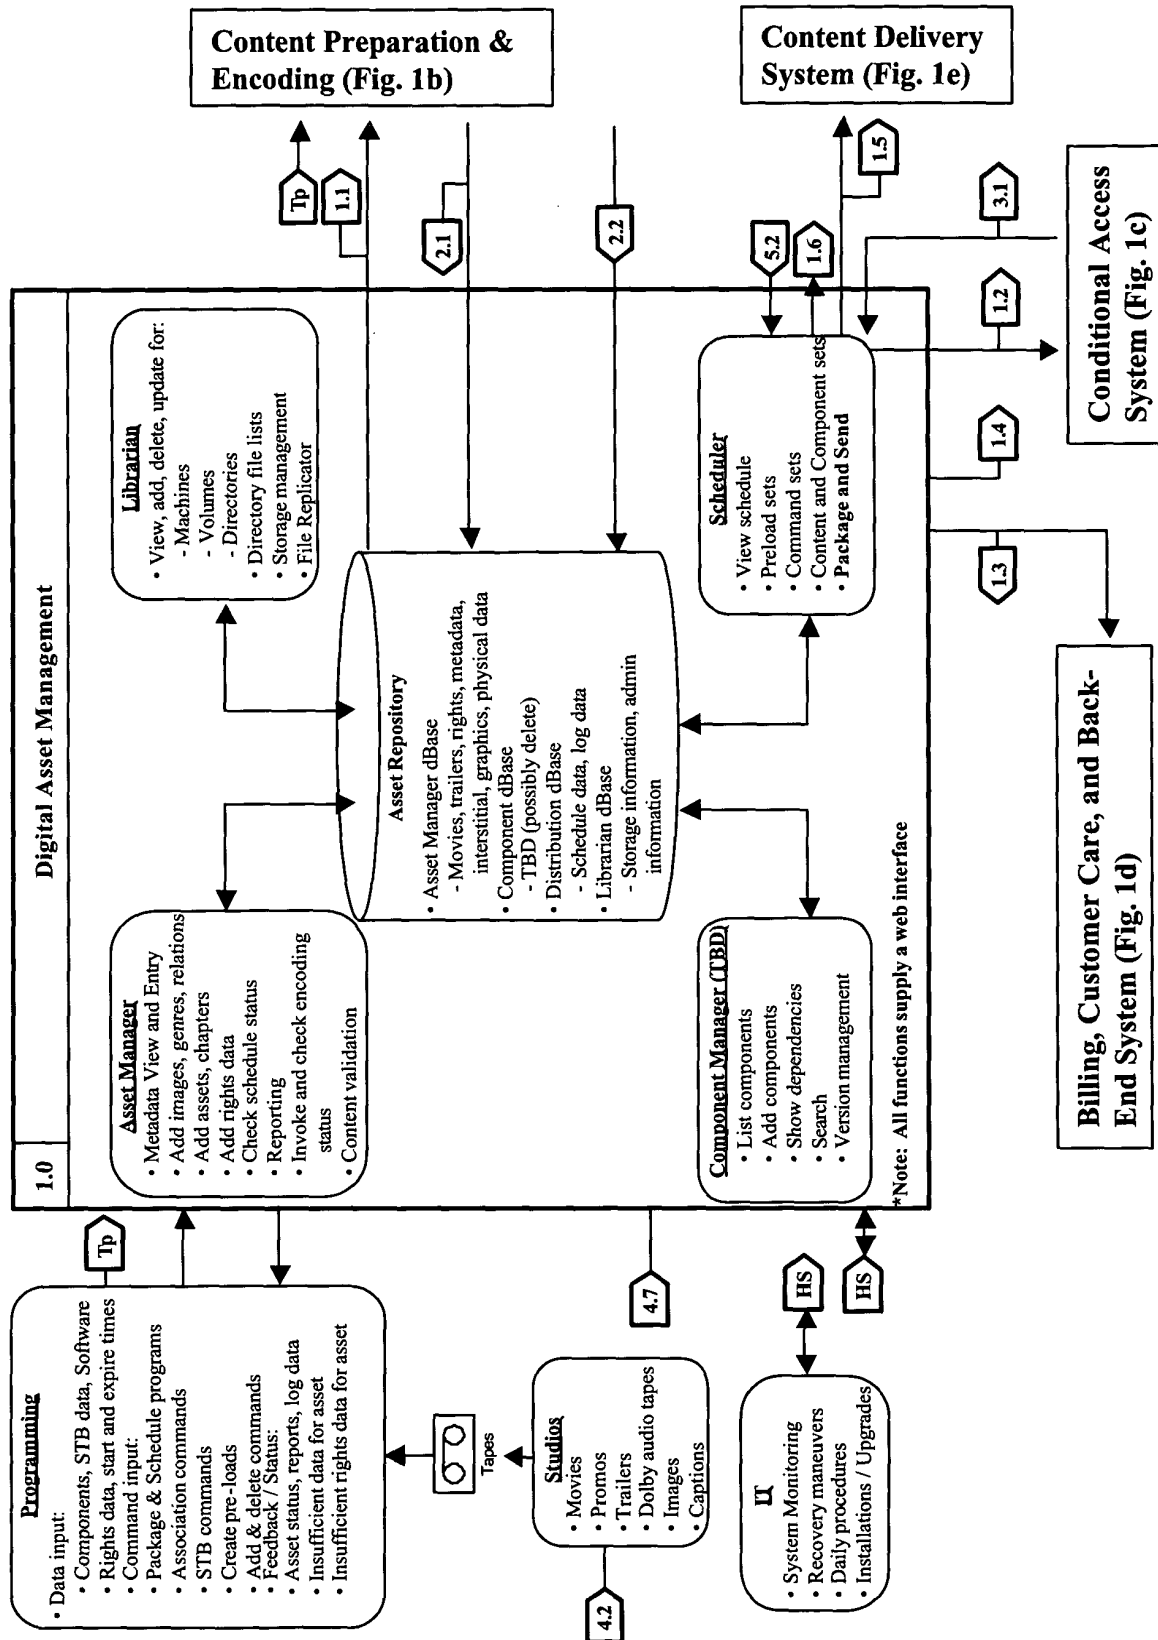 1.0
Digital Asset Management
Programming
• Data input:
• Components, STB data, Software
• Rights data, start and expire times
• Command input:
• Package & Schedule programs
• Association commands
• STB commands
• Create pre-loads
• Add & delete commands
• Feedback / Status:
• Asset status, reports, log data
• Insufficient data for asset
• Insufficient rights data for asset
Tp
Tapes
Studios
• Movies
• Promos
• Trailers
• Dolby audio tapes
• Images
• Captions
4.2
4.7
IT
• System Monitoring
• Recovery maneuvers
• Daily procedures
• Installations / Upgrades
HS
HS
Asset Manager
• Metadata View and Entry
• Add images, genres, relations
• Add assets, chapters
• Add rights data
• Check schedule status
• Reporting
• Invoke and check encoding
status
• Content validation
Librarian
• View, add, delete, update for:
- Machines
- Volumes
- Directories
• Directory file lists
• Storage management
• File Replicator
Asset Repository
• Asset Manager dBase
- Movies, trailers, rights, metadata,
interstitial, graphics, physical data
• Component dBase
- TBD (possibly delete)
• Distribution dBase
- Schedule data, log data
• Librarian dBase
- Storage information, admin
information
Component Manager (TBD)
• List components
• Add components
• Show dependencies
• Search
• Version management
Scheduler
• View schedule
• Preload sets
• Command sets
• Content and Component sets
• Package and Send
*Note: All functions supply a web interface
Tp
1.1
2.1
2.2
5.2
1.6
1.5
3.1
1.2
1.4
1.3
Content Preparation &
Encoding (Fig. 1b)
Content Delivery
System (Fig. 1e)
Conditional Access
System (Fig. 1c)
Billing, Customer Care, and Back-
End System (Fig. 1d)